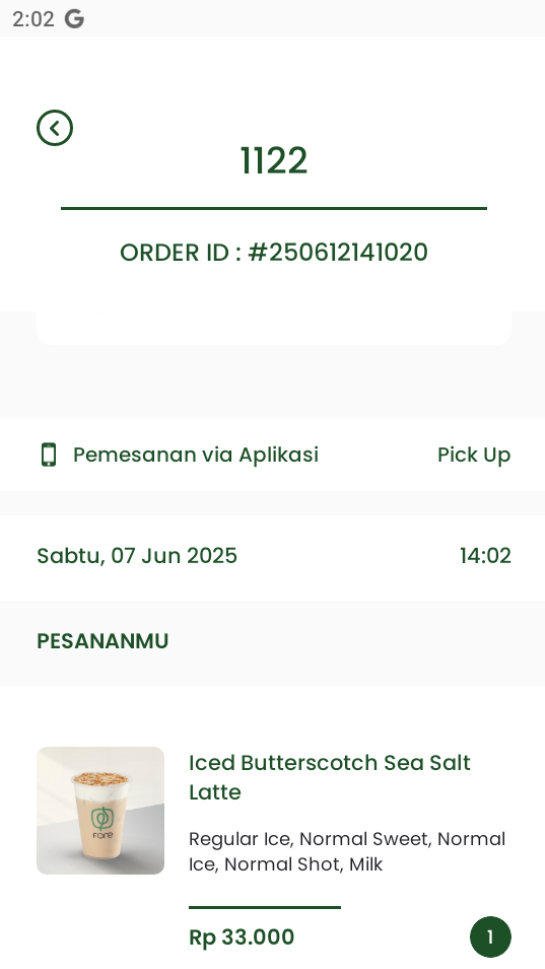 2:02 G
1122
ORDER ID : #250612141020
Pemesanan via Aplikasi Pick Up
Sabtu, 07 Jun 2025 14:02
PESANANMU
Iced Butterscotch Sea Salt
Latte
FORE
Regular Ice, Normal Sweet, Normal
Ice, Normal Shot, Milk
Rp 33.000 1